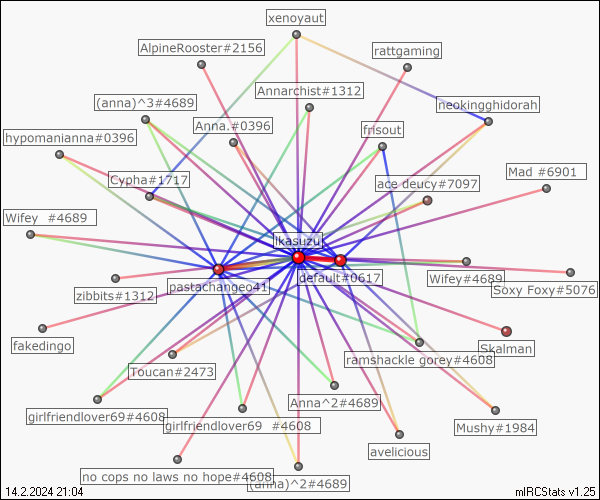 xenoyaut
AlpineRooster#2156
rattgaming
Annarchist#1312
(anna)^3#4689
neokingghidorah
Anna.#0396
frisout
hypomanianna#0396
Mad #6901
Cypha#1717
ace deucy#7097
Wifey  #4689
ikasuzu
Wifey#4689
default#0617
Soxy Foxy#5076
pastachangeo41
zibbits#1312
fakedingo
Skalman
ramshackle gorey#4608
Toucan#2473
Anna^2#4689
girlfriendlover69#4608
girlfriendlover69  #4608
Mushy#1984
avelicious
no cops no laws no hope#4608
(anna)^2#4689
14.2.2024 21:04
mIRCStats v1.25